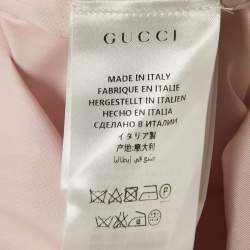 GUCCI
MADE IN ITALY
FABRIQUE EN ITALIE
HERGESTELLT IN ITALIEN
HECHO EN ITALIA
СДЕЛАНО В ИТАЛИИ
イタリア製
产地:意大利
صنع في إيطاليا